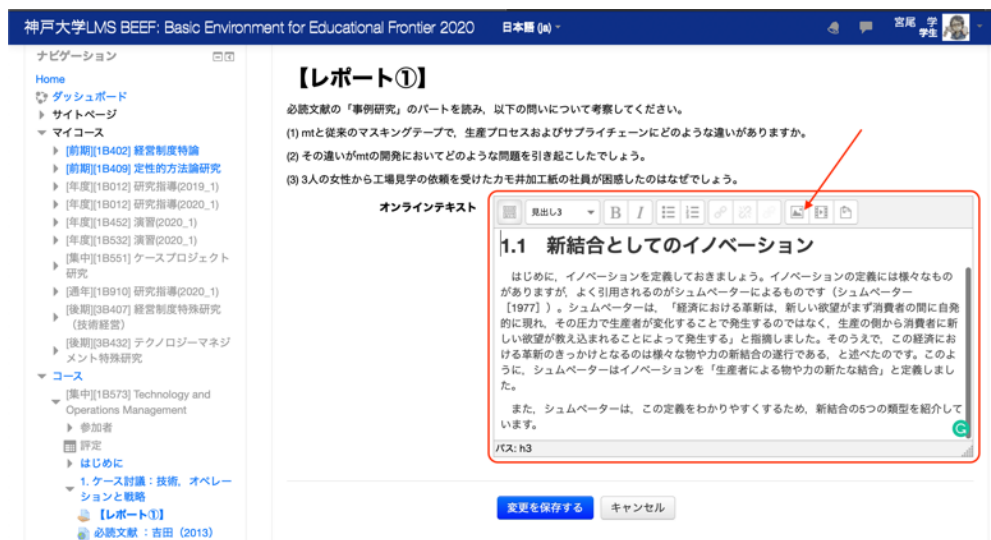 神戸大学LMS BEEF: Basic Environment for Educational Frontier 2020
日本語 (ja)
宮尾 学
学生
ナビゲーション
Home
ダッシュボード
サイトページ
マイコース
[前期][1B402] 経営制度特論
[前期][1B409] 定性的方法論研究
[年度][1B012] 研究指導(2019_1)
[年度][1B012] 研究指導(2020_1)
[年度][1B452] 演習(2020_1)
[年度][1B532] 演習(2020_1)
[集中][1B551] ケースプロジェクト
研究
[通年][1B910] 研究指導(2020_1)
[後期][3B407] 経営制度特殊研究
（技術経営）
[後期][3B432] テクノロジーマネジ
メント特殊研究
コース
[集中][1B573] Technology and
Operations Management
参加者
評定
はじめに
1. ケース討議：技術，オペレー
ションと戦略
【レポート①】
必読文献 ：吉田（2013）
【レポート①】
必読文献の「事例研究」のパートを読み，以下の問いについて考察してください。
(1) mtと従来のマスキングテープで，生産プロセスおよびサプライチェーンにどのような違いがありますか。
(2) その違いがmtの開発においてどのような問題を引き起こしたでしょう。
(3) 3人の女性から工場見学の依頼を受けたカモ井加工紙の社員が困惑したのはなぜでしょう。
オンラインテキスト
見出し3
B
I
1.1　新結合としてのイノベーション
はじめに，イノベーションを定義しておきましょう。イノベーションの定義には様々なもの
がありますが，よく引用されるのがシュムペーターによるものです（シュムペーター
［1977］）。シュムペーターは，「経済における革新は，新しい欲望がまず消費者の間に自発
的に現れ，その圧力で生産者が変化することで発生するのではなく，生産の側から消費者に新
しい欲望が教え込まれることによって発生する」と指摘しました。そのうえで，この経済にお
ける革新のきっかけとなるのは様々な物や力の新結合の遂行である、と述べたのです。このよ
うに，シュムペーターはイノベーションを「生産者による物や力の新たな結合」と定義しまし
た。
また，シュムペーターは，この定義をわかりやすくするため，新結合の5つの類型を紹介して
います。
パス: h3
変更を保存する
キャンセル